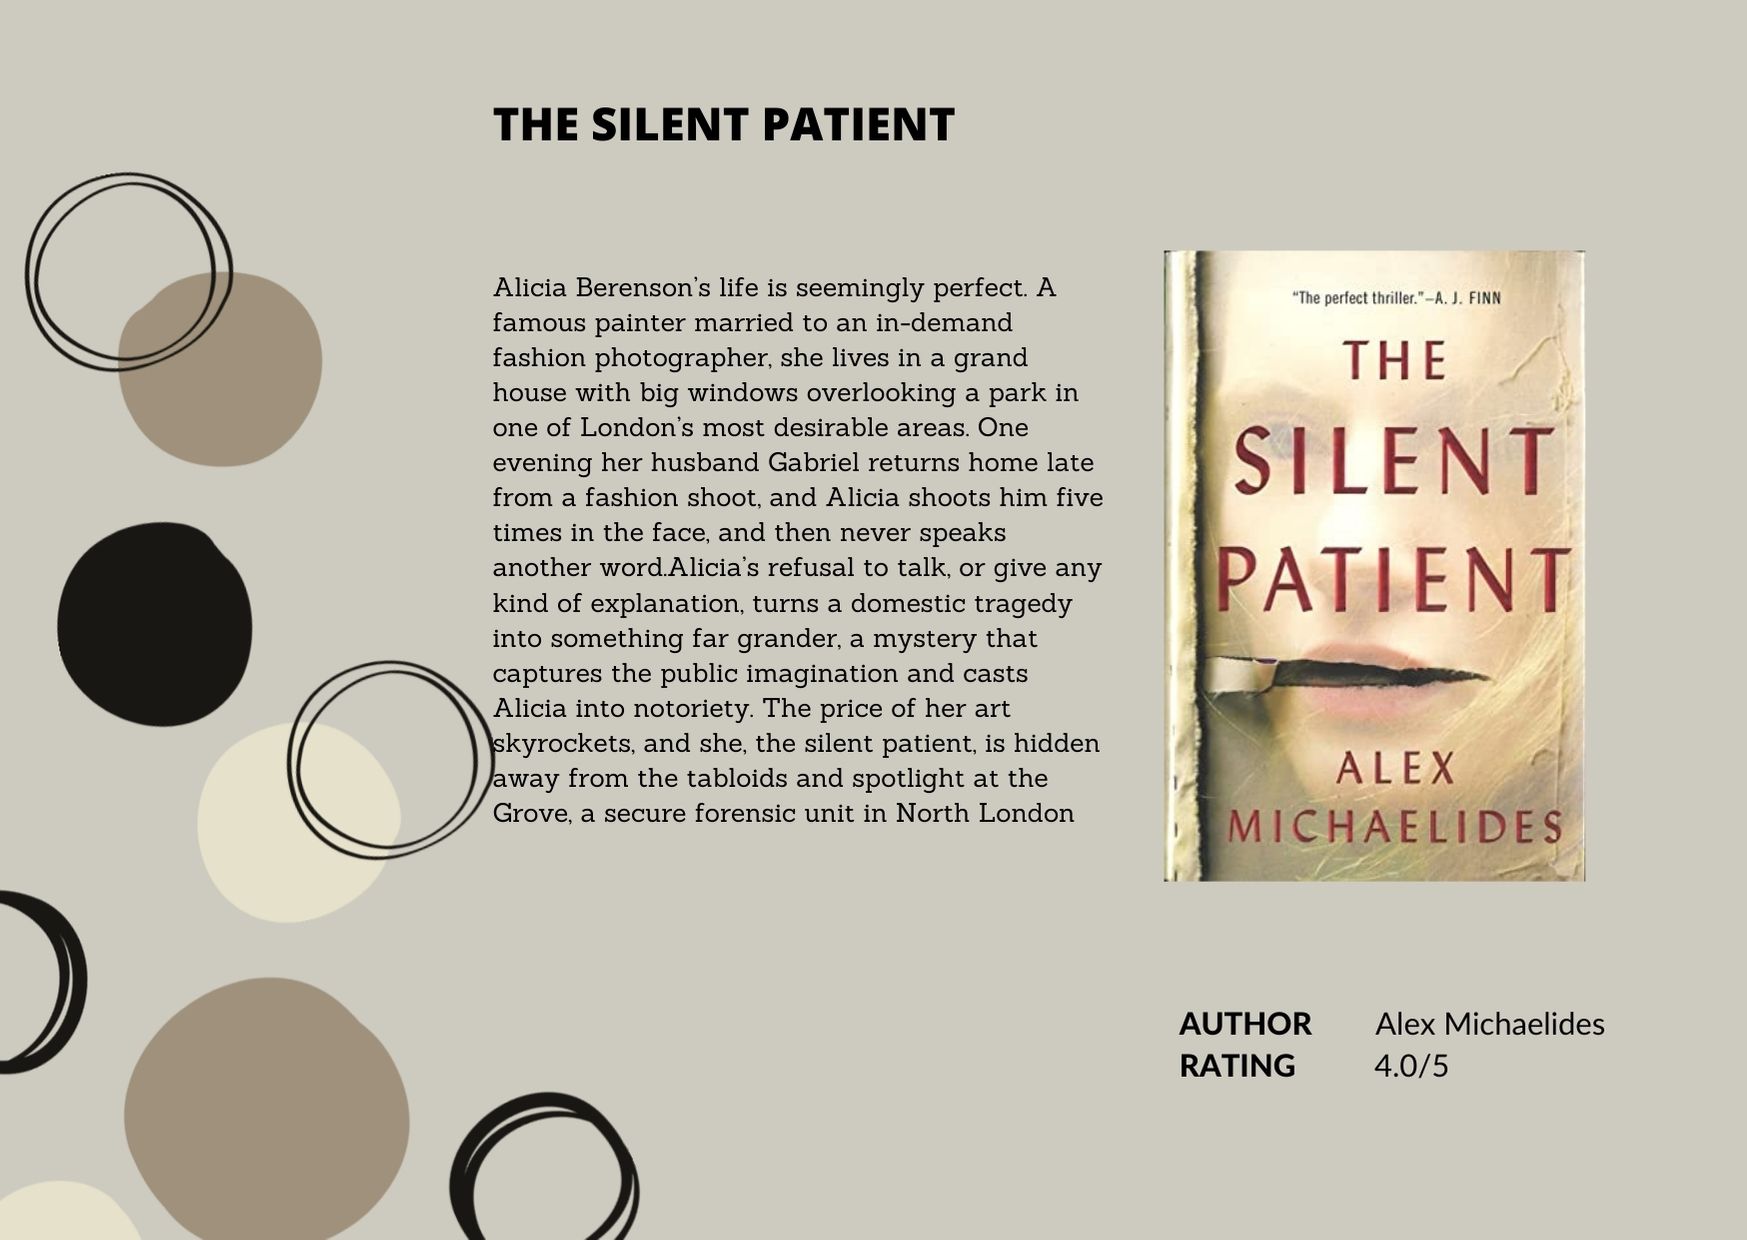 THE SILENT PATIENT
Alicia Berenson’s life is seemingly perfect. A
famous painter married to an in-demand
fashion photographer, she lives in a grand
house with big windows overlooking a park in
one of London’s most desirable areas. One
evening her husband Gabriel returns home late
from a fashion shoot, and Alicia shoots him five
times in the face, and then never speaks
another word.Alicia’s refusal to talk, or give any
kind of explanation, turns a domestic tragedy
into something far grander, a mystery that
captures the public imagination and casts
Alicia into notoriety. The price of her art
skyrockets, and she, the silent patient, is hidden
away from the tabloids and spotlight at the
Grove, a secure forensic unit in North London
“The perfect thriller.”—A. J. FINN
THE
SILENT
PATIENT
ALEX
MICHAELIDES
AUTHOR Alex Michaelides
RATING 4.0/5